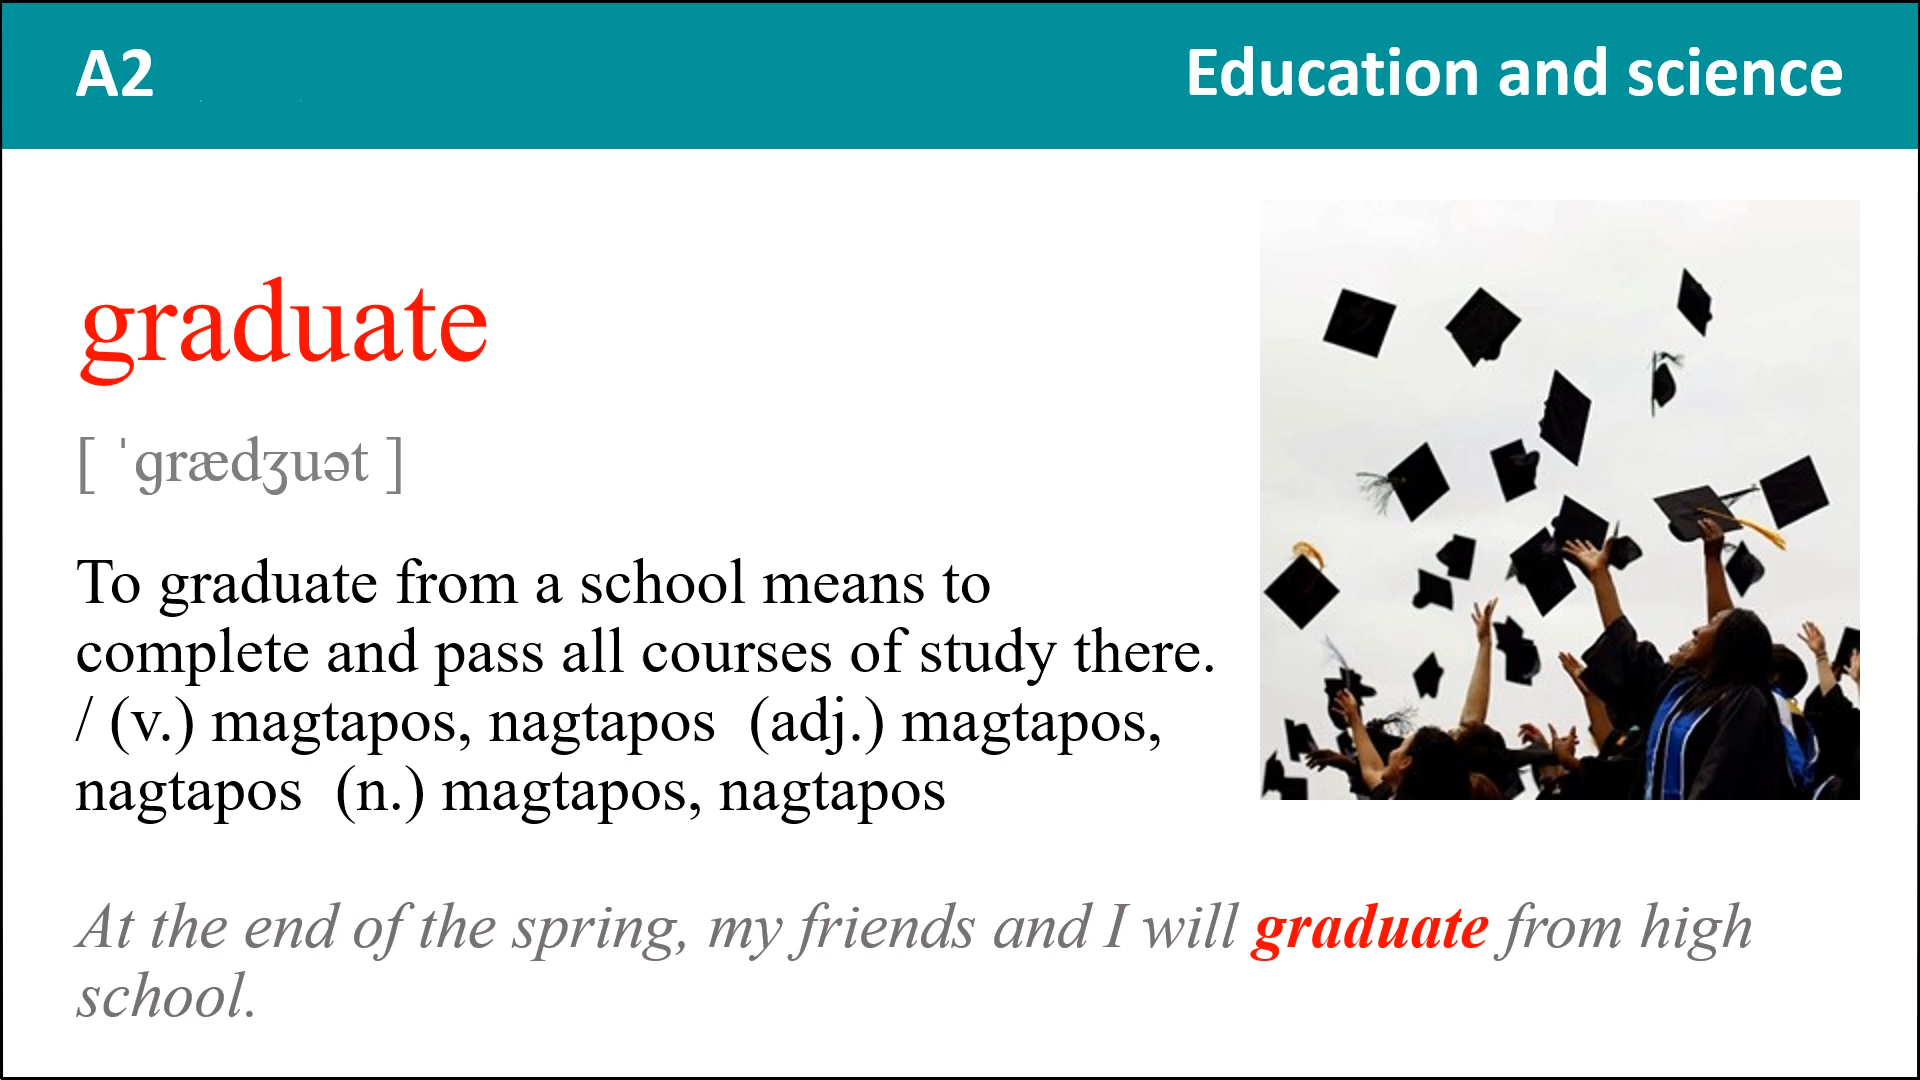 A2
Education and science
graduate
[ ˈɡrædʒuət ]
To graduate from a school means to
complete and pass all courses of study there.
/ (v.) magtapos, nagtapos  (adj.) magtapos,
nagtapos  (n.) magtapos, nagtapos
At the end of the spring, my friends and I will graduate from high
school.